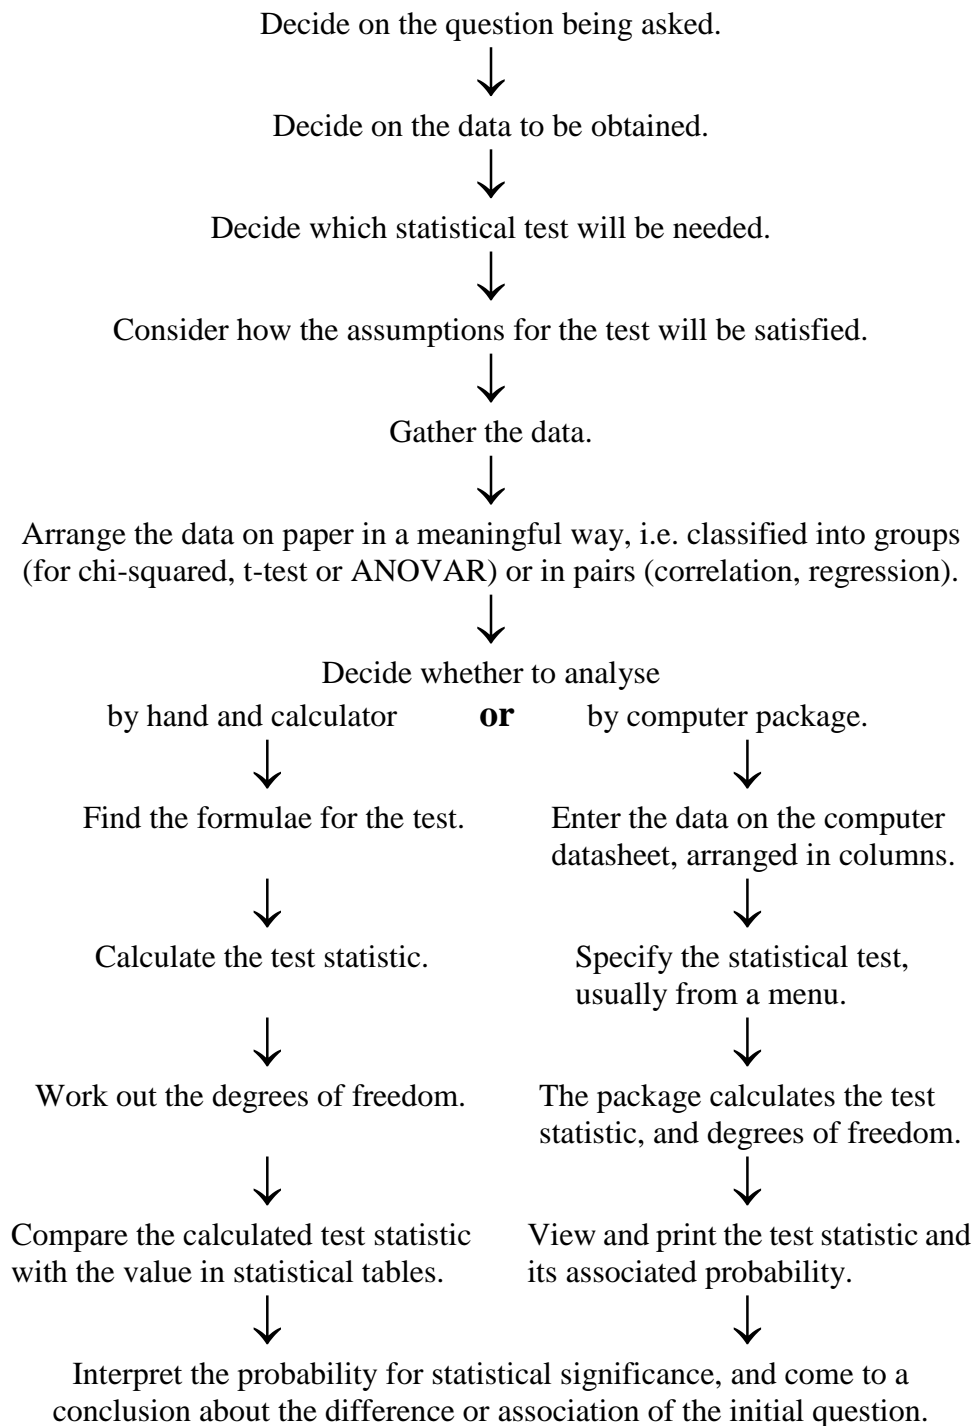 Decide on the question being asked.
Decide on the data to be obtained.
Decide which statistical test will be needed.
Consider how the assumptions for the test will be satisfied.
Gather the data.
Arrange the data on paper in a meaningful way, i.e. classified into groups
(for chi-squared, t-test or ANOVAR) or in pairs (correlation, regression).
Decide whether to analyse
by hand and calculator or by computer package.
Find the formulae for the test.
Calculate the test statistic.
Work out the degrees of freedom.
Compare the calculated test statistic
with the value in statistical tables.
Enter the data on the computer
datasheet, arranged in columns.
Specify the statistical test,
usually from a menu.
The package calculates the test
statistic, and degrees of freedom.
View and print the test statistic and
its associated probability.
Interpret the probability for statistical significance, and come to a
conclusion about the difference or association of the initial question.